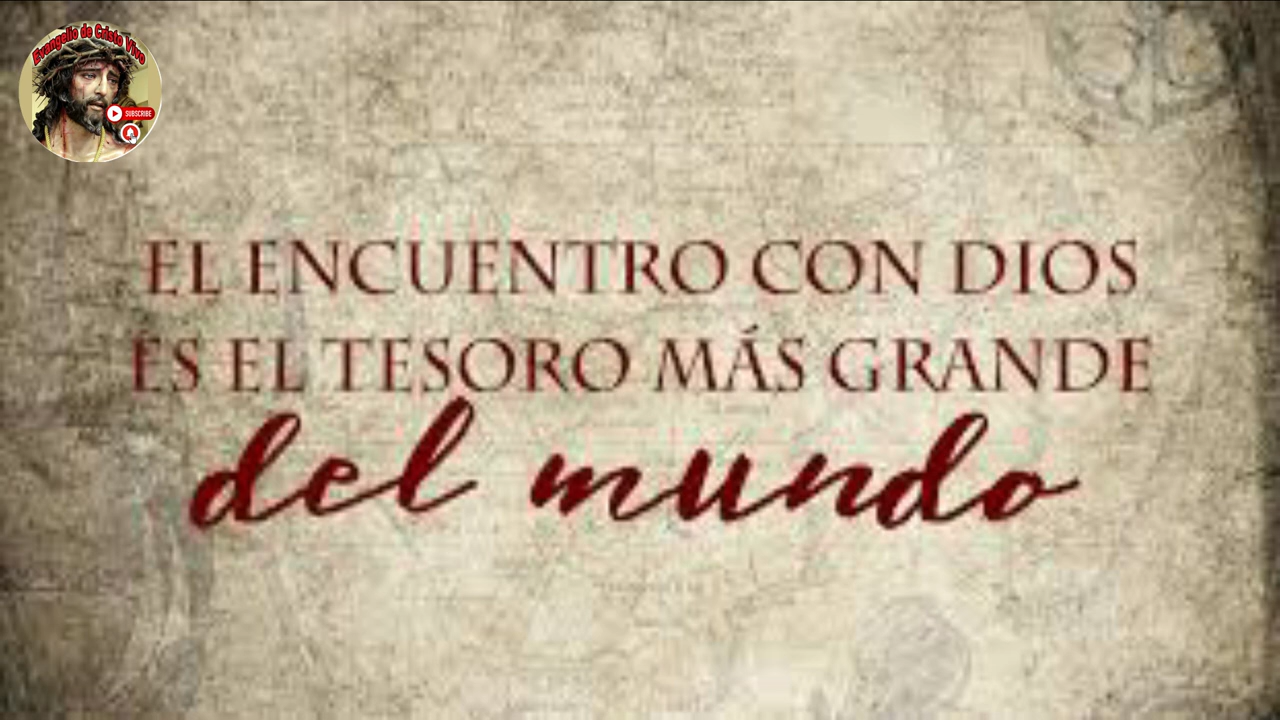 Evangelio de Cristo Vivo
SUBSCRIBE
EL ENCUENTRO CON DIOS
ES EL TESORO MÁS GRANDE
del mundo